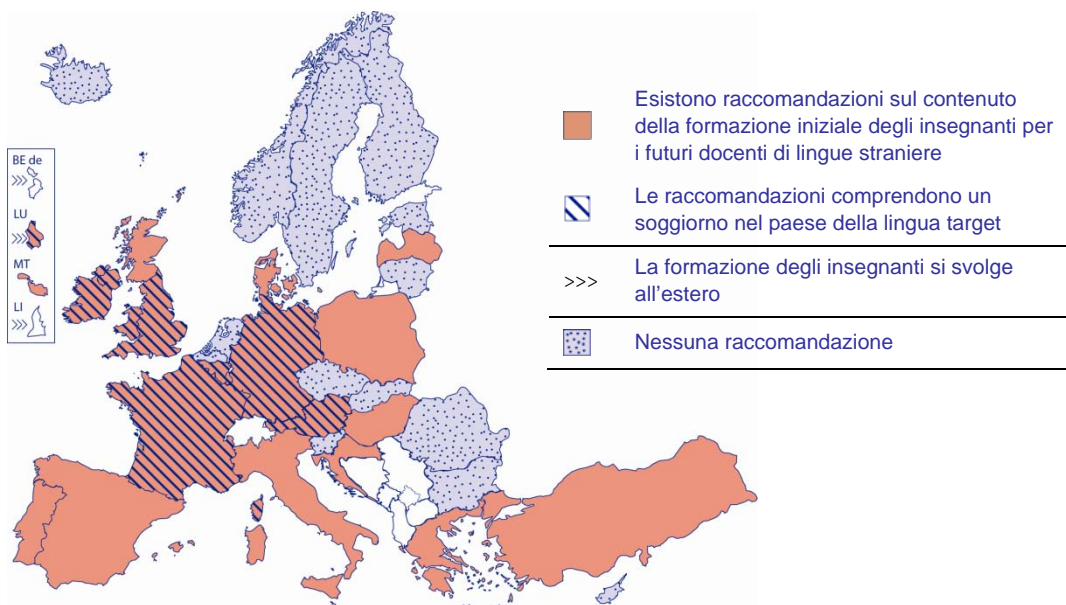 BE de
>>>
LU
>>>
MT
LI
>>>
Esistono raccomandazioni sul contenuto
della formazione iniziale degli insegnanti per
i futuri docenti di lingue straniere
Le raccomandazioni comprendono un
soggiorno nel paese della lingua target
>>> La formazione degli insegnanti si svolge
all'estero
Nessuna raccomandazione